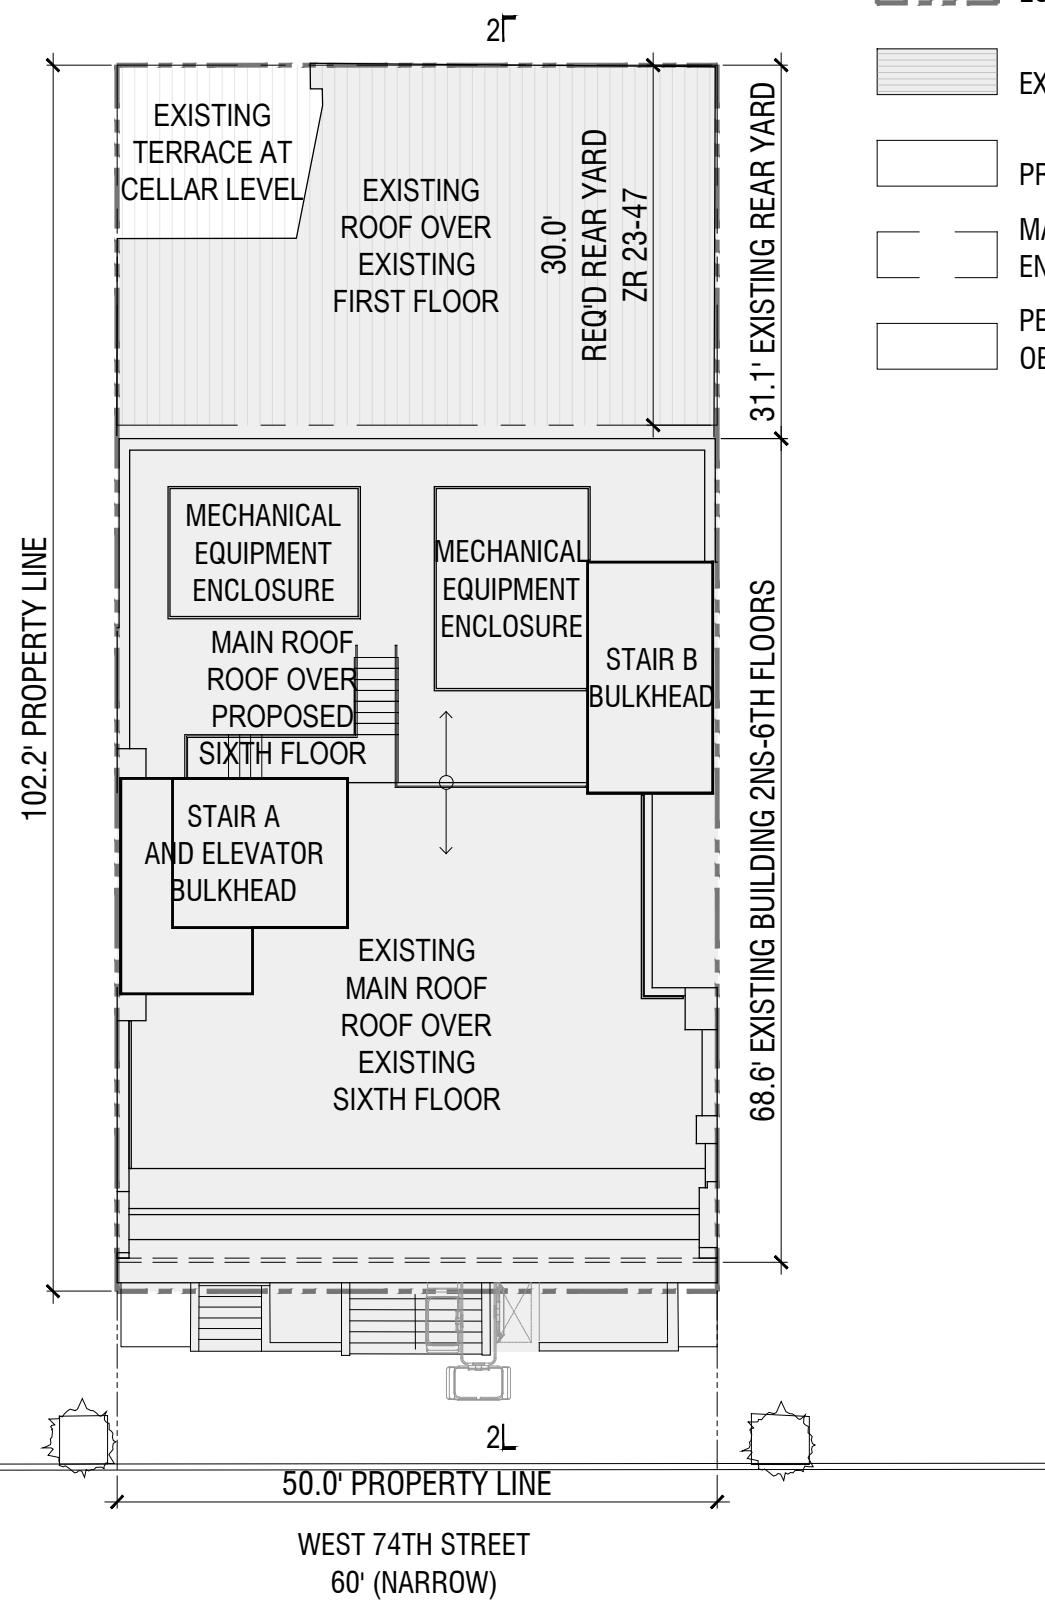 2
EXISTING
TERRACE AT
CELLAR LEVEL
EXISTING
ROOF OVER
EXISTING
FIRST FLOOR
30.0'
REQ'D REAR YARD
ZR 23-47
31.1' EXISTING REAR YARD
EX
PR
MA
EN
PE
OB
MECHANICAL
EQUIPMENT
ENCLOSURE
MECHANICAL
EQUIPMENT
ENCLOSURE
STAIR B
BULKHEAD
MAIN ROOF
ROOF OVER
PROPOSED
SIXTH FLOOR
102.2' PROPERTY LINE
68.6' EXISTING BUILDING 2NS-6TH FLOORS
STAIR A
AND ELEVATOR
BULKHEAD
EXISTING
MAIN ROOF
ROOF OVER
EXISTING
SIXTH FLOOR
2
50.0' PROPERTY LINE
WEST 74TH STREET
60' (NARROW)